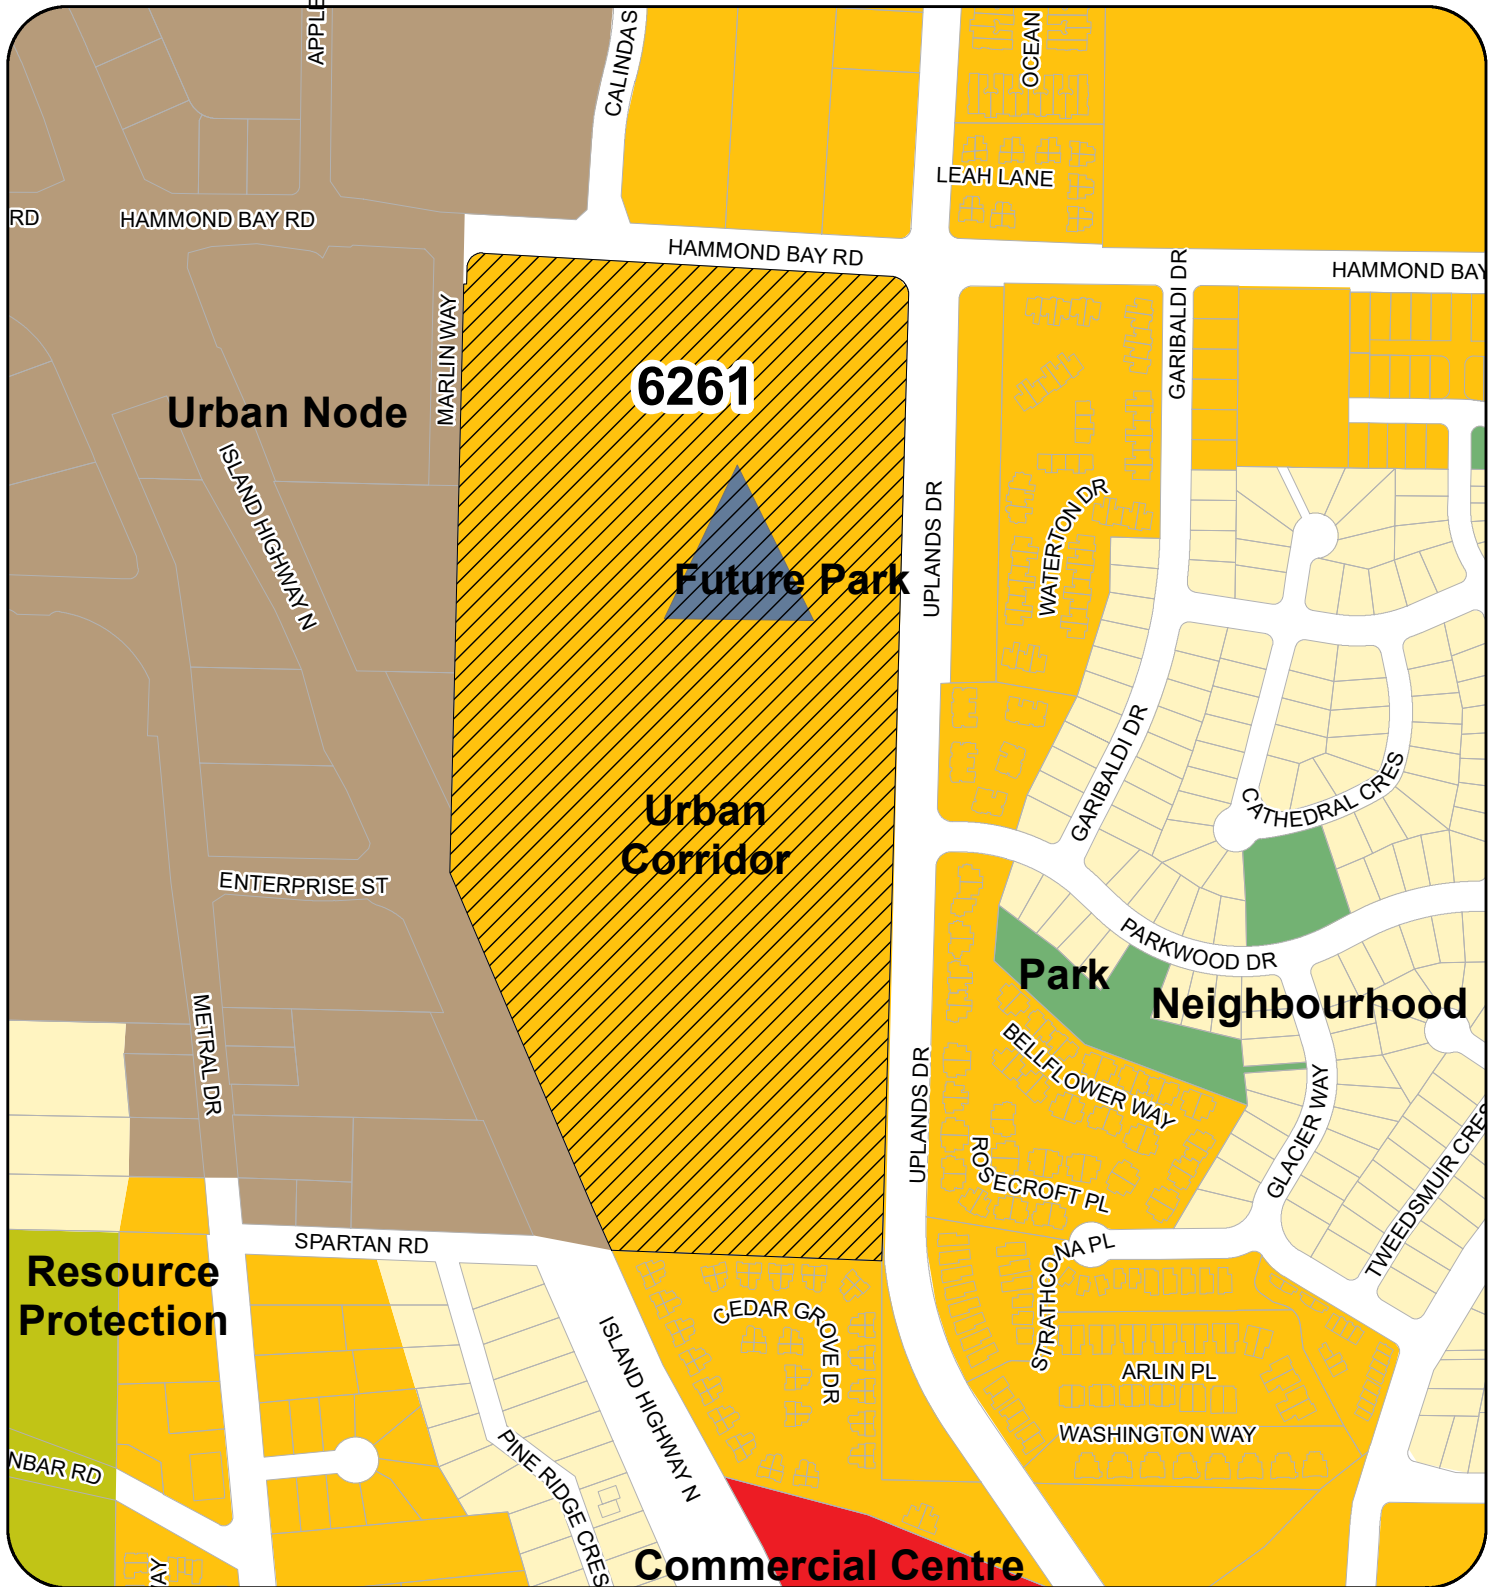 APPLE
CALINDA S
OCEAN
LEAH LANE
RD
HAMMOND BAY RD
HAMMOND BAY RD
HAMMOND BAY
GARIBALDI DR
MARLIN WAY
6261
Urban Node
ISLAND HIGHWAY N
UPLANDS DR
WATERTON DR
Future Park
GARIBALDI DR
CATHEDRAL CRES
Urban
Corridor
ENTERPRISE ST
PARKWOOD DR
Park
Neighbourhood
METRAL DR
BELLFLOWER WAY
UPLANDS DR
GLACIER WAY
TWEEDSMUIR CRES
ROSECROFT PL
SPARTAN RD
STRATHCONA PL
Resource
Protection
CEDAR GROVE DR
ISLAND HIGHWAY N
ARLIN PL
WASHINGTON WAY
NBAR RD
PINE RIDGE CRES
Commercial Centre
AY